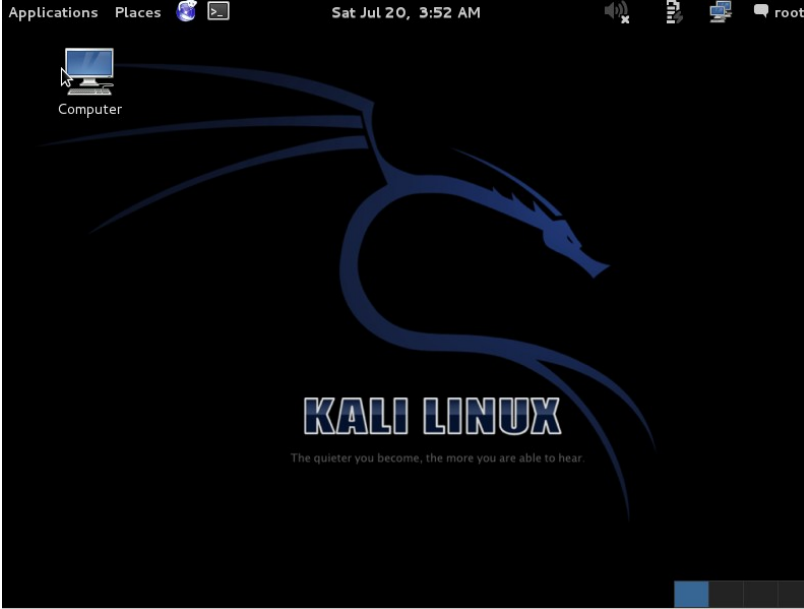 Applications Places Sat Jul 20, 3:52 AM root
Computer
KALI LINUX
The quieter you become, the more you are able to hear.